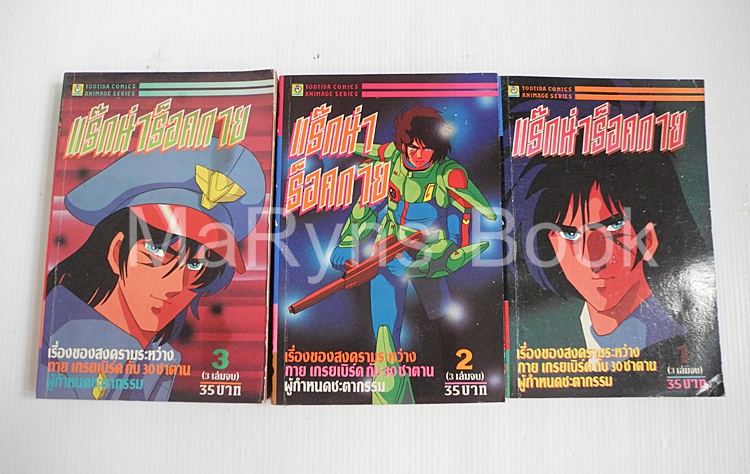 YODTIDA COMICS
ANIMAGE SERIES
แร๊กน่าร็อคกาย
เรื่องของสงครามระหว่าง
กาย เกรยเบิร์ด กับ 30 ซาตาน
ผู้กำหนดชะตากรรม
3
(3 เล่มจบ)
35 บาท
YODTIDA COMICS
ANIMAGE SERIES
แร๊กน่า
ร็อคกาย
เรื่องของสงครามระหว่าง
กาย เกรยเบิร์ด กับ 30 ซาตาน
ผู้กำหนดชะตากรรม
2
(3 เล่มจบ)
35 บาท
YODTIDA COMICS
ANIMAGE SERIES
แร๊กน่าร็อคกาย
เรื่องของสงครามระหว่าง
กาย เกรยเบิร์ด กับ 30 ซาตาน
ผู้กำหนดชะตากรรม
1
(3 เล่มจบ)
35 บาท
MaRyns Book